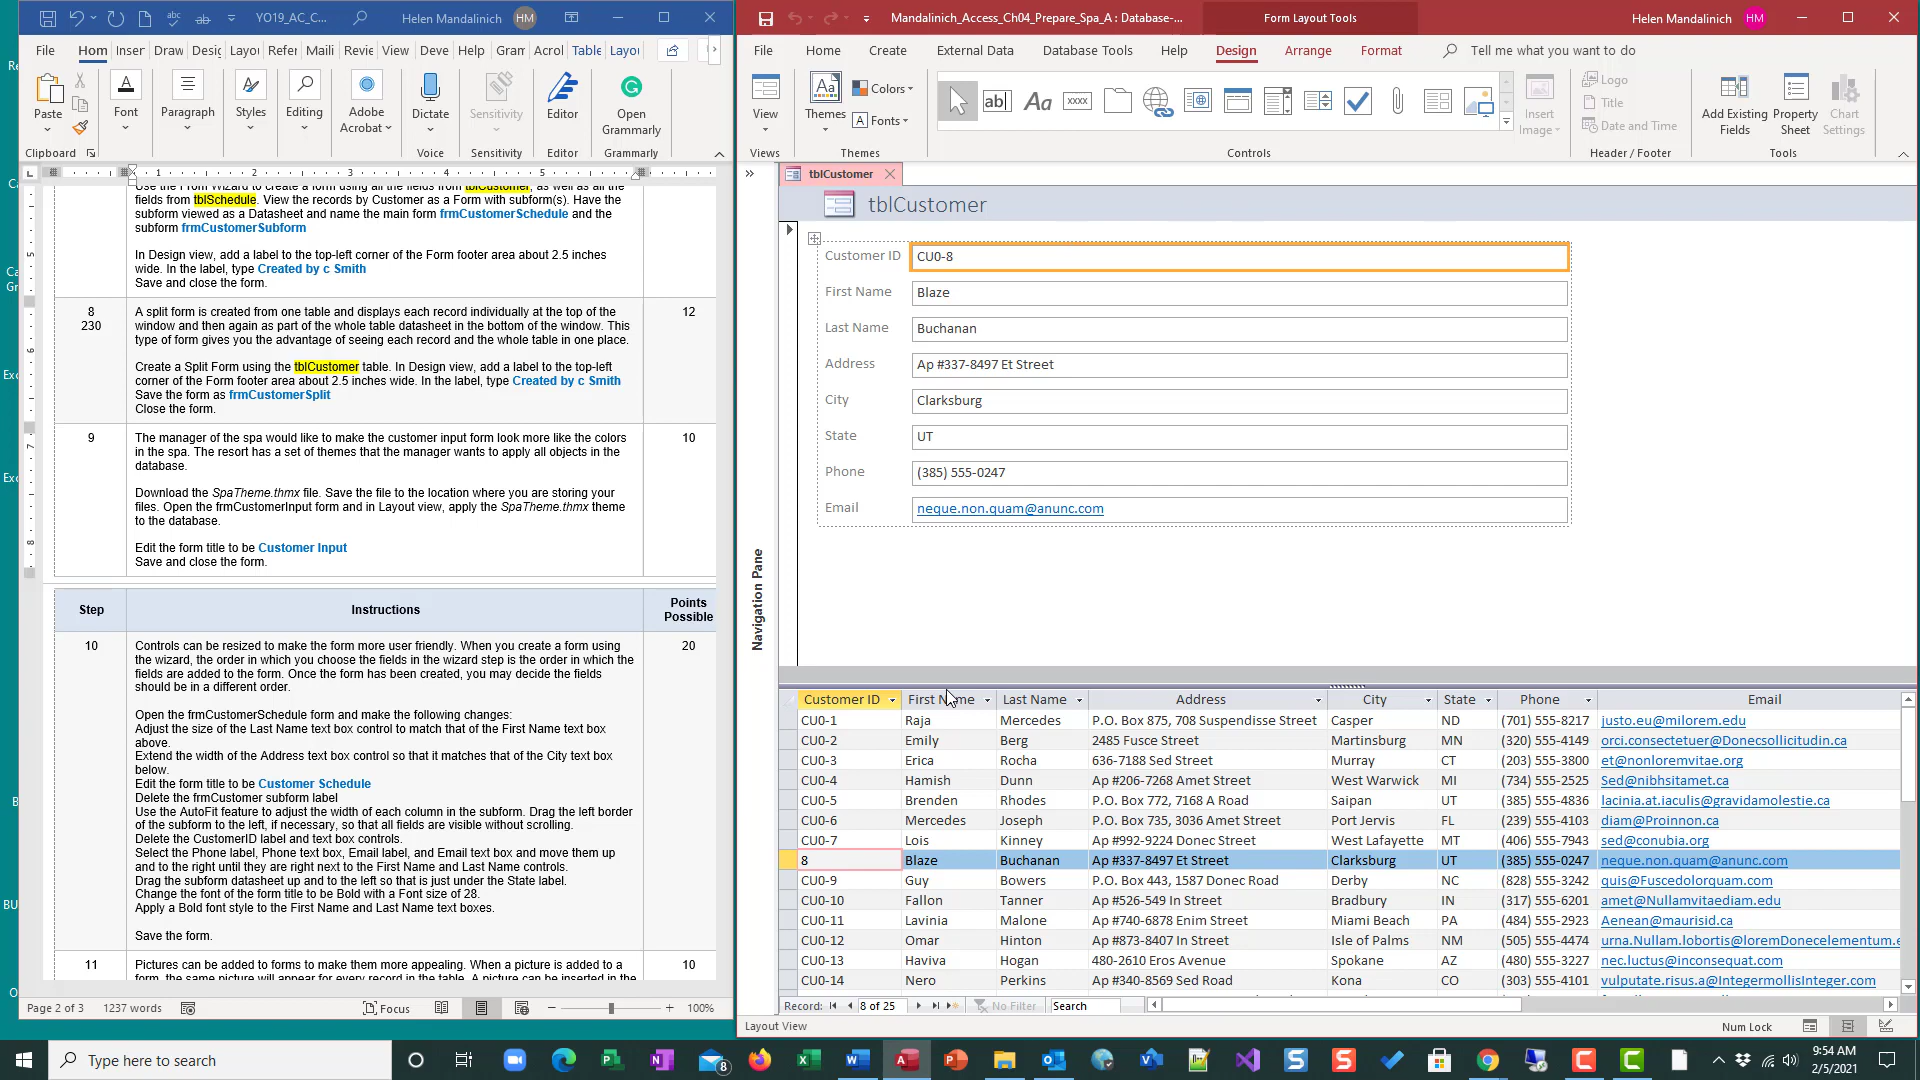 YO19_AC_C...
Helen Mandalinich
HM
File
Hom
Inser
Draw
Desig
Layou
Refer
Maili
Revie
View
Deve
Help
Gram
Acrol
Table
Layou
Paste
Font
Paragraph
Styles
Editing
Adobe
Acrobat
Dictate
Sensitivity
Editor
Open
Grammarly
Clipboard
Voice
Sensitivity
Editor
Grammarly
1 2 3 4 5
fields from tblSchedule. View the records by Customer as a Form with subform(s). Have the
subform viewed as a Datasheet and name the main form frmCustomerSchedule and the
subform frmCustomerSubform
In Design view, add a label to the top-left corner of the Form footer area about 2.5 inches
wide. In the label, type Created by c Smith
Save and close the form.
8
230
A split form is created from one table and displays each record individually at the top of the
window and then again as part of the whole table datasheet in the bottom of the window. This
type of form gives you the advantage of seeing each record and the whole table in one place.
12
Create a Split Form using the tblCustomer table. In Design view, add a label to the top-left
corner of the Form footer area about 2.5 inches wide. In the label, type Created by c Smith
Save the form as frmCustomerSplit
Close the form.
9
The manager of the spa would like to make the customer input form look more like the colors
in the spa. The resort has a set of themes that the manager wants to apply all objects in the
database.
10
Download the SpaTheme.thmx file. Save the file to the location where you are storing your
files. Open the frmCustomerInput form and in Layout view, apply the SpaTheme.thmx theme
to the database.
Edit the form title to be Customer Input
Save and close the form.
Step
Instructions
Points
Possible
10
Controls can be resized to make the form more user friendly. When you create a form using
the wizard, the order in which you choose the fields in the wizard step is the order in which the
fields are added to the form. Once the form has been created, you may decide the fields
should be in a different order.
20
Open the frmCustomerSchedule form and make the following changes:
Adjust the size of the Last Name text box control to match that of the First Name text box
above.
Extend the width of the Address text box control so that it matches that of the City text box
below.
Edit the form title to be Customer Schedule
Delete the frmCustomer subform label
Use the AutoFit feature to adjust the width of each column in the subform. Drag the left border
of the subform to the left, if necessary, so that all fields are visible without scrolling.
Delete the CustomerID label and text box controls.
Select the Phone label, Phone text box, Email label, and Email text box and move them up
and to the right until they are right next to the First Name and Last Name controls.
Drag the subform datasheet up and to the left so that is just under the State label.
Change the font of the form title to be Bold with a Font size of 28.
Apply a Bold font style to the First Name and Last Name text boxes.
Save the form.
11
Pictures can be added to forms to make them more appealing. When a picture is added to a
10
Page 2 of 3
1237 words
Focus
100%
Mandalinich_Access_Ch04_Prepare_Spa_A : Database-...
Form Layout Tools
Helen Mandalinich
HM
File
Home
Create
External Data
Database Tools
Help
Design
Arrange
Format
Tell me what you want to do
View
Views
Themes
Colors
Fonts
Themes
ab|
Aa
xxxx
Controls
Insert
Image
Logo
Title
Date and Time
Header / Footer
Add Existing
Fields
Property
Sheet
Chart
Settings
Tools
Navigation Pane
tblCustomer
tblCustomer
Customer ID CU0-8
First Name Blaze
Last Name Buchanan
Address Ap #337-8497 Et Street
City Clarksburg
State UT
Phone (385) 555-0247
Email neque.non.quam@anunc.com
Customer ID First Name Last Name Address City State Phone Email
CU0-1 Raja Mercedes P.O. Box 875, 708 Suspendisse Street Casper ND (701) 555-8217 justo.eu@milorem.edu
CU0-2 Emily Berg 2485 Fusce Street Martinsburg MN (320) 555-4149 orci.consectetuer@Donecsollicitudin.ca
CU0-3 Erica Rocha 636-7188 Sed Street Murray CT (203) 555-3800 et@nonloremvitae.org
CU0-4 Hamish Dunn Ap #206-7268 Amet Street West Warwick MI (734) 555-2525 Sed@nibhsitamet.ca
CU0-5 Brenden Rhodes P.O. Box 772, 7168 A Road Saipan UT (385) 555-4836 lacinia.at.iaculis@gravidamolestie.ca
CU0-6 Mercedes Joseph P.O. Box 735, 3036 Amet Street Port Jervis FL (239) 555-4103 diam@Proinnon.ca
CU0-7 Lois Kinney Ap #992-9224 Donec Street West Lafayette MT (406) 555-7943 sed@conubia.org
8 Blaze Buchanan Ap #337-8497 Et Street Clarksburg UT (385) 555-0247 neque.non.quam@anunc.com
CU0-9 Guy Bowers P.O. Box 443, 1587 Donec Road Derby NC (828) 555-3242 quis@Fuscedolorquam.com
CU0-10 Fallon Tanner Ap #526-549 In Street Bradbury IN (317) 555-6201 amet@Nullamvitaediam.edu
CU0-11 Lavinia Malone Ap #740-6878 Enim Street Miami Beach PA (484) 555-2923 Aenean@maurisid.ca
CU0-12 Omar Hinton Ap #873-8407 In Street Isle of Palms NM (505) 555-4474 urna.Nullam.lobortis@loremDonecelementum.e
CU0-13 Haviva Hogan 480-2610 Eros Avenue Spokane AZ (480) 555-3227 nec.luctus@inconsequat.com
CU0-14 Nero Perkins Ap #340-8569 Sed Road Kona CO (303) 555-4101 vulputate.risus.a@IntegermollisInteger.com
Record: 8 of 25
No Filter
Search
Layout View
Num Lock
Type here to search
8
9:54 AM
2/5/2021